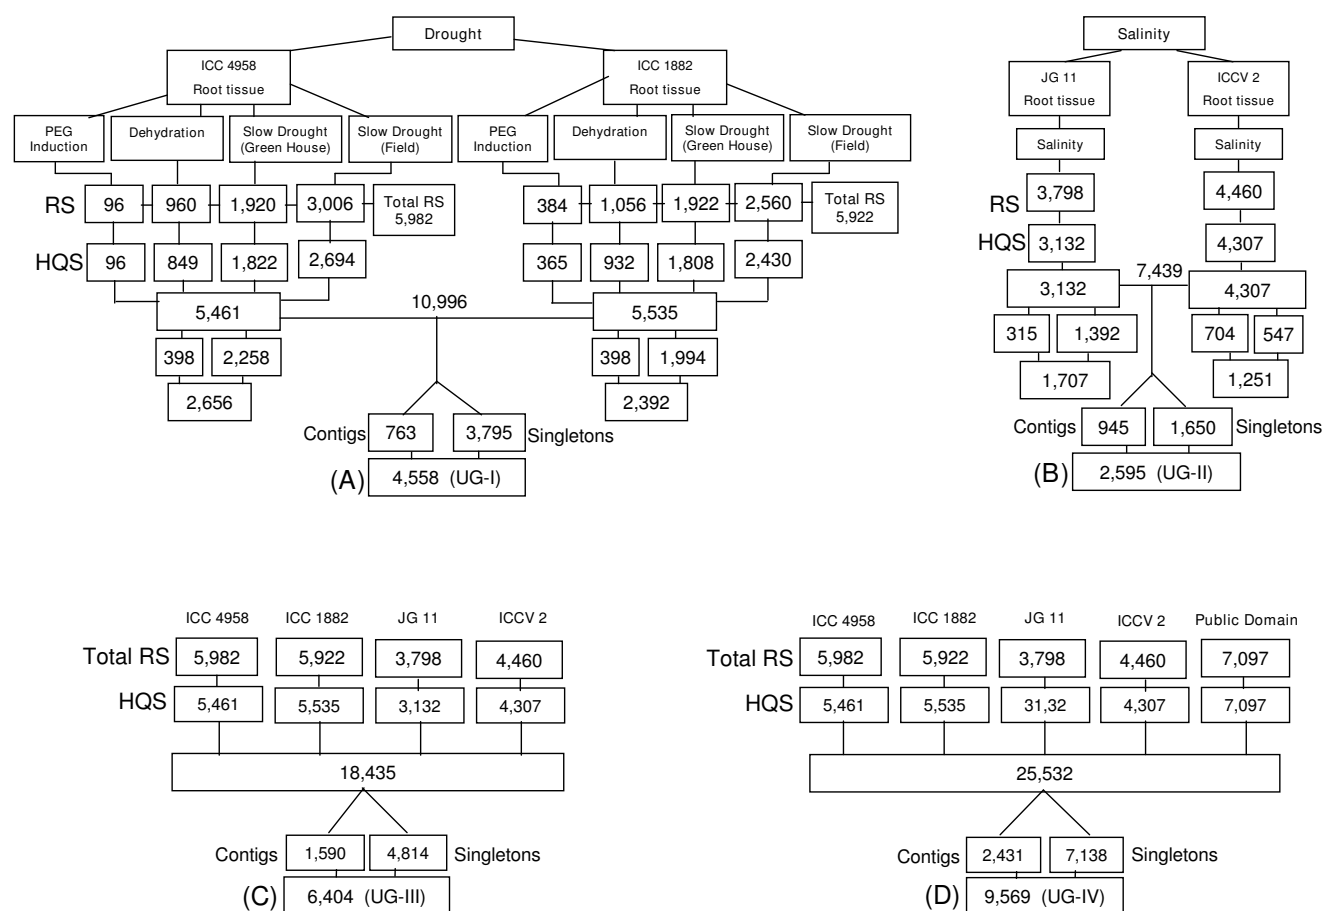 Drought
ICC 4958
Root tissue
ICC 1882
Root tissue
PEG
Induction
Dehydration
Slow Drought
(Green House)
Slow Drought
(Field)
PEG
Induction
Dehydration
Slow Drought
(Green House)
Slow Drought
(Field)
RS 96 960 1,920 3,006 Total RS
5,982
384 1,056 1,922 2,560 Total RS
5,922
HQS 96 849 1,822 2,694
365 932 1,808 2,430
5,461 10,996 5,535
398 2,258 398 1,994
2,656 2,392
Contigs 763 3,795 Singletons
(A) 4,558 (UG-I)
Salinity
JG 11
Root tissue
ICCV 2
Root tissue
Salinity Salinity
RS 3,798 4,460
HQS 3,132 4,307
3,132 7,439 4,307
315 1,392 704 547
1,707 1,251
Contigs 945 1,650 Singletons
(B) 2,595 (UG-II)
ICC 4958 ICC 1882 JG 11 ICCV 2
Total RS 5,982 5,922 3,798 4,460
HQS 5,461 5,535 3,132 4,307
18,435
Contigs 1,590 4,814 Singletons
(C) 6,404 (UG-III)
ICC 4958 ICC 1882 JG 11 ICCV 2 Public Domain
Total RS 5,982 5,922 3,798 4,460 7,097
HQS 5,461 5,535 31,32 4,307 7,097
25,532
Contigs 2,431 7,138 Singletons
(D) 9,569 (UG-IV)